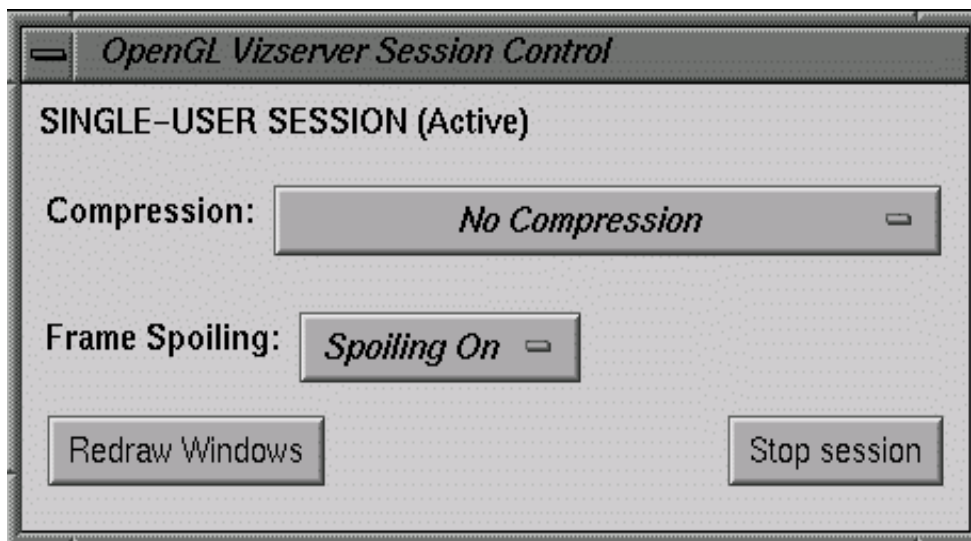 OpenGL Vizserver Session Control
SINGLE-USER SESSION (Active)
Compression: No Compression
Frame Spoiling: Spoiling On
Redraw Windows Stop session